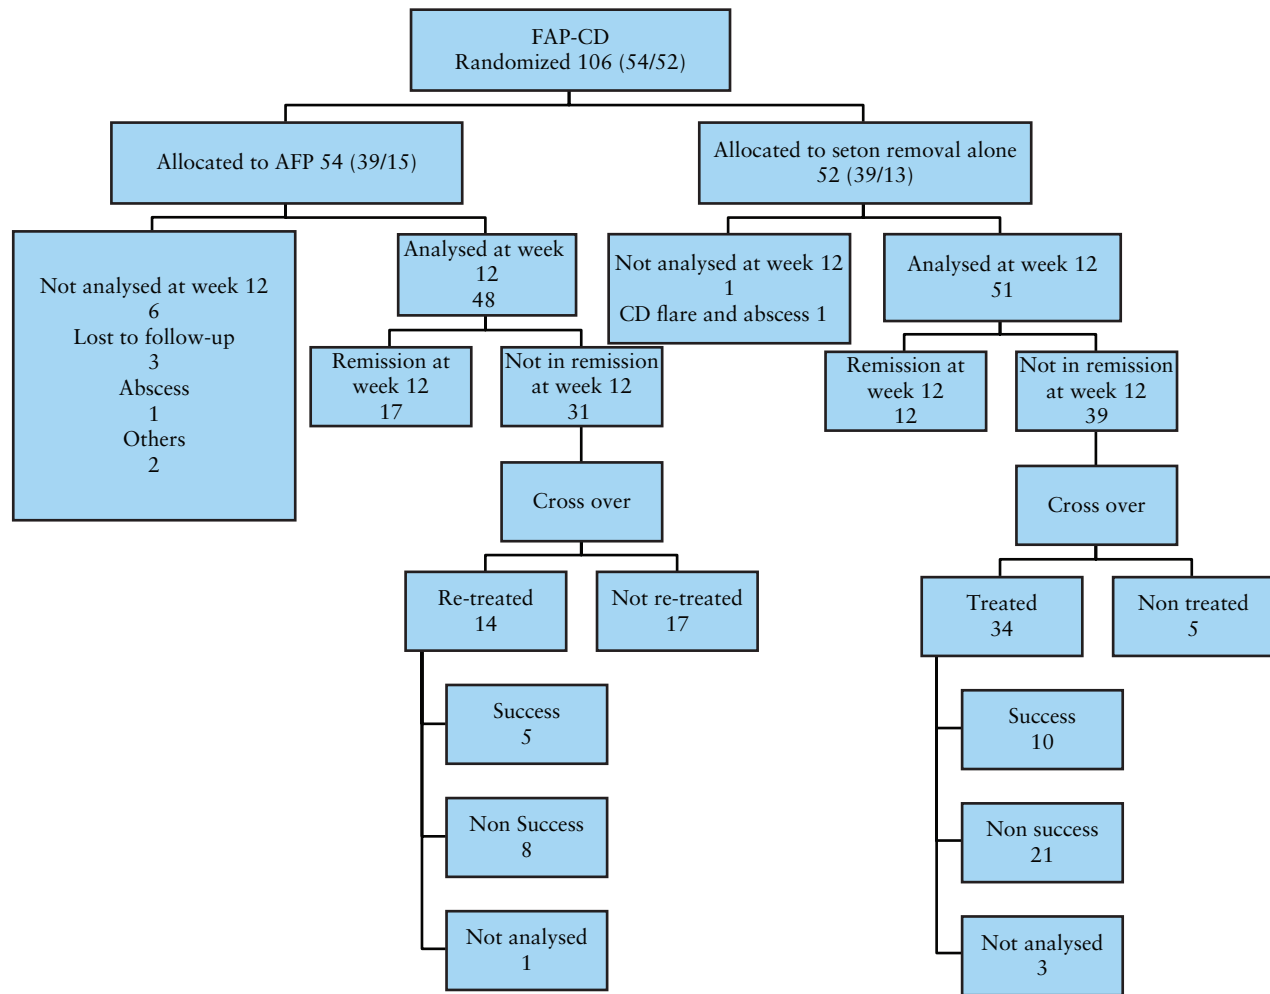 FAP-CD
Randomized 106 (54/52)
Allocated to AFP 54 (39/15)
Allocated to seton removal alone
52 (39/13)
Not analysed at week 12
6
Lost to follow-up
3
Abscess
1
Others
2
Analysed at week
12
48
Not analysed at week 12
1
CD flare and abscess 1
Analysed at week 12
51
Remission at
week 12
17
Not in remission
at week 12
31
Remission at
week 12
12
Not in remission
at week 12
39
Cross over
Cross over
Re-treated
14
Not re-treated
17
Treated
34
Non treated
5
Success
5
Success
10
Non Success
8
Non success
21
Not analysed
1
Not analysed
3